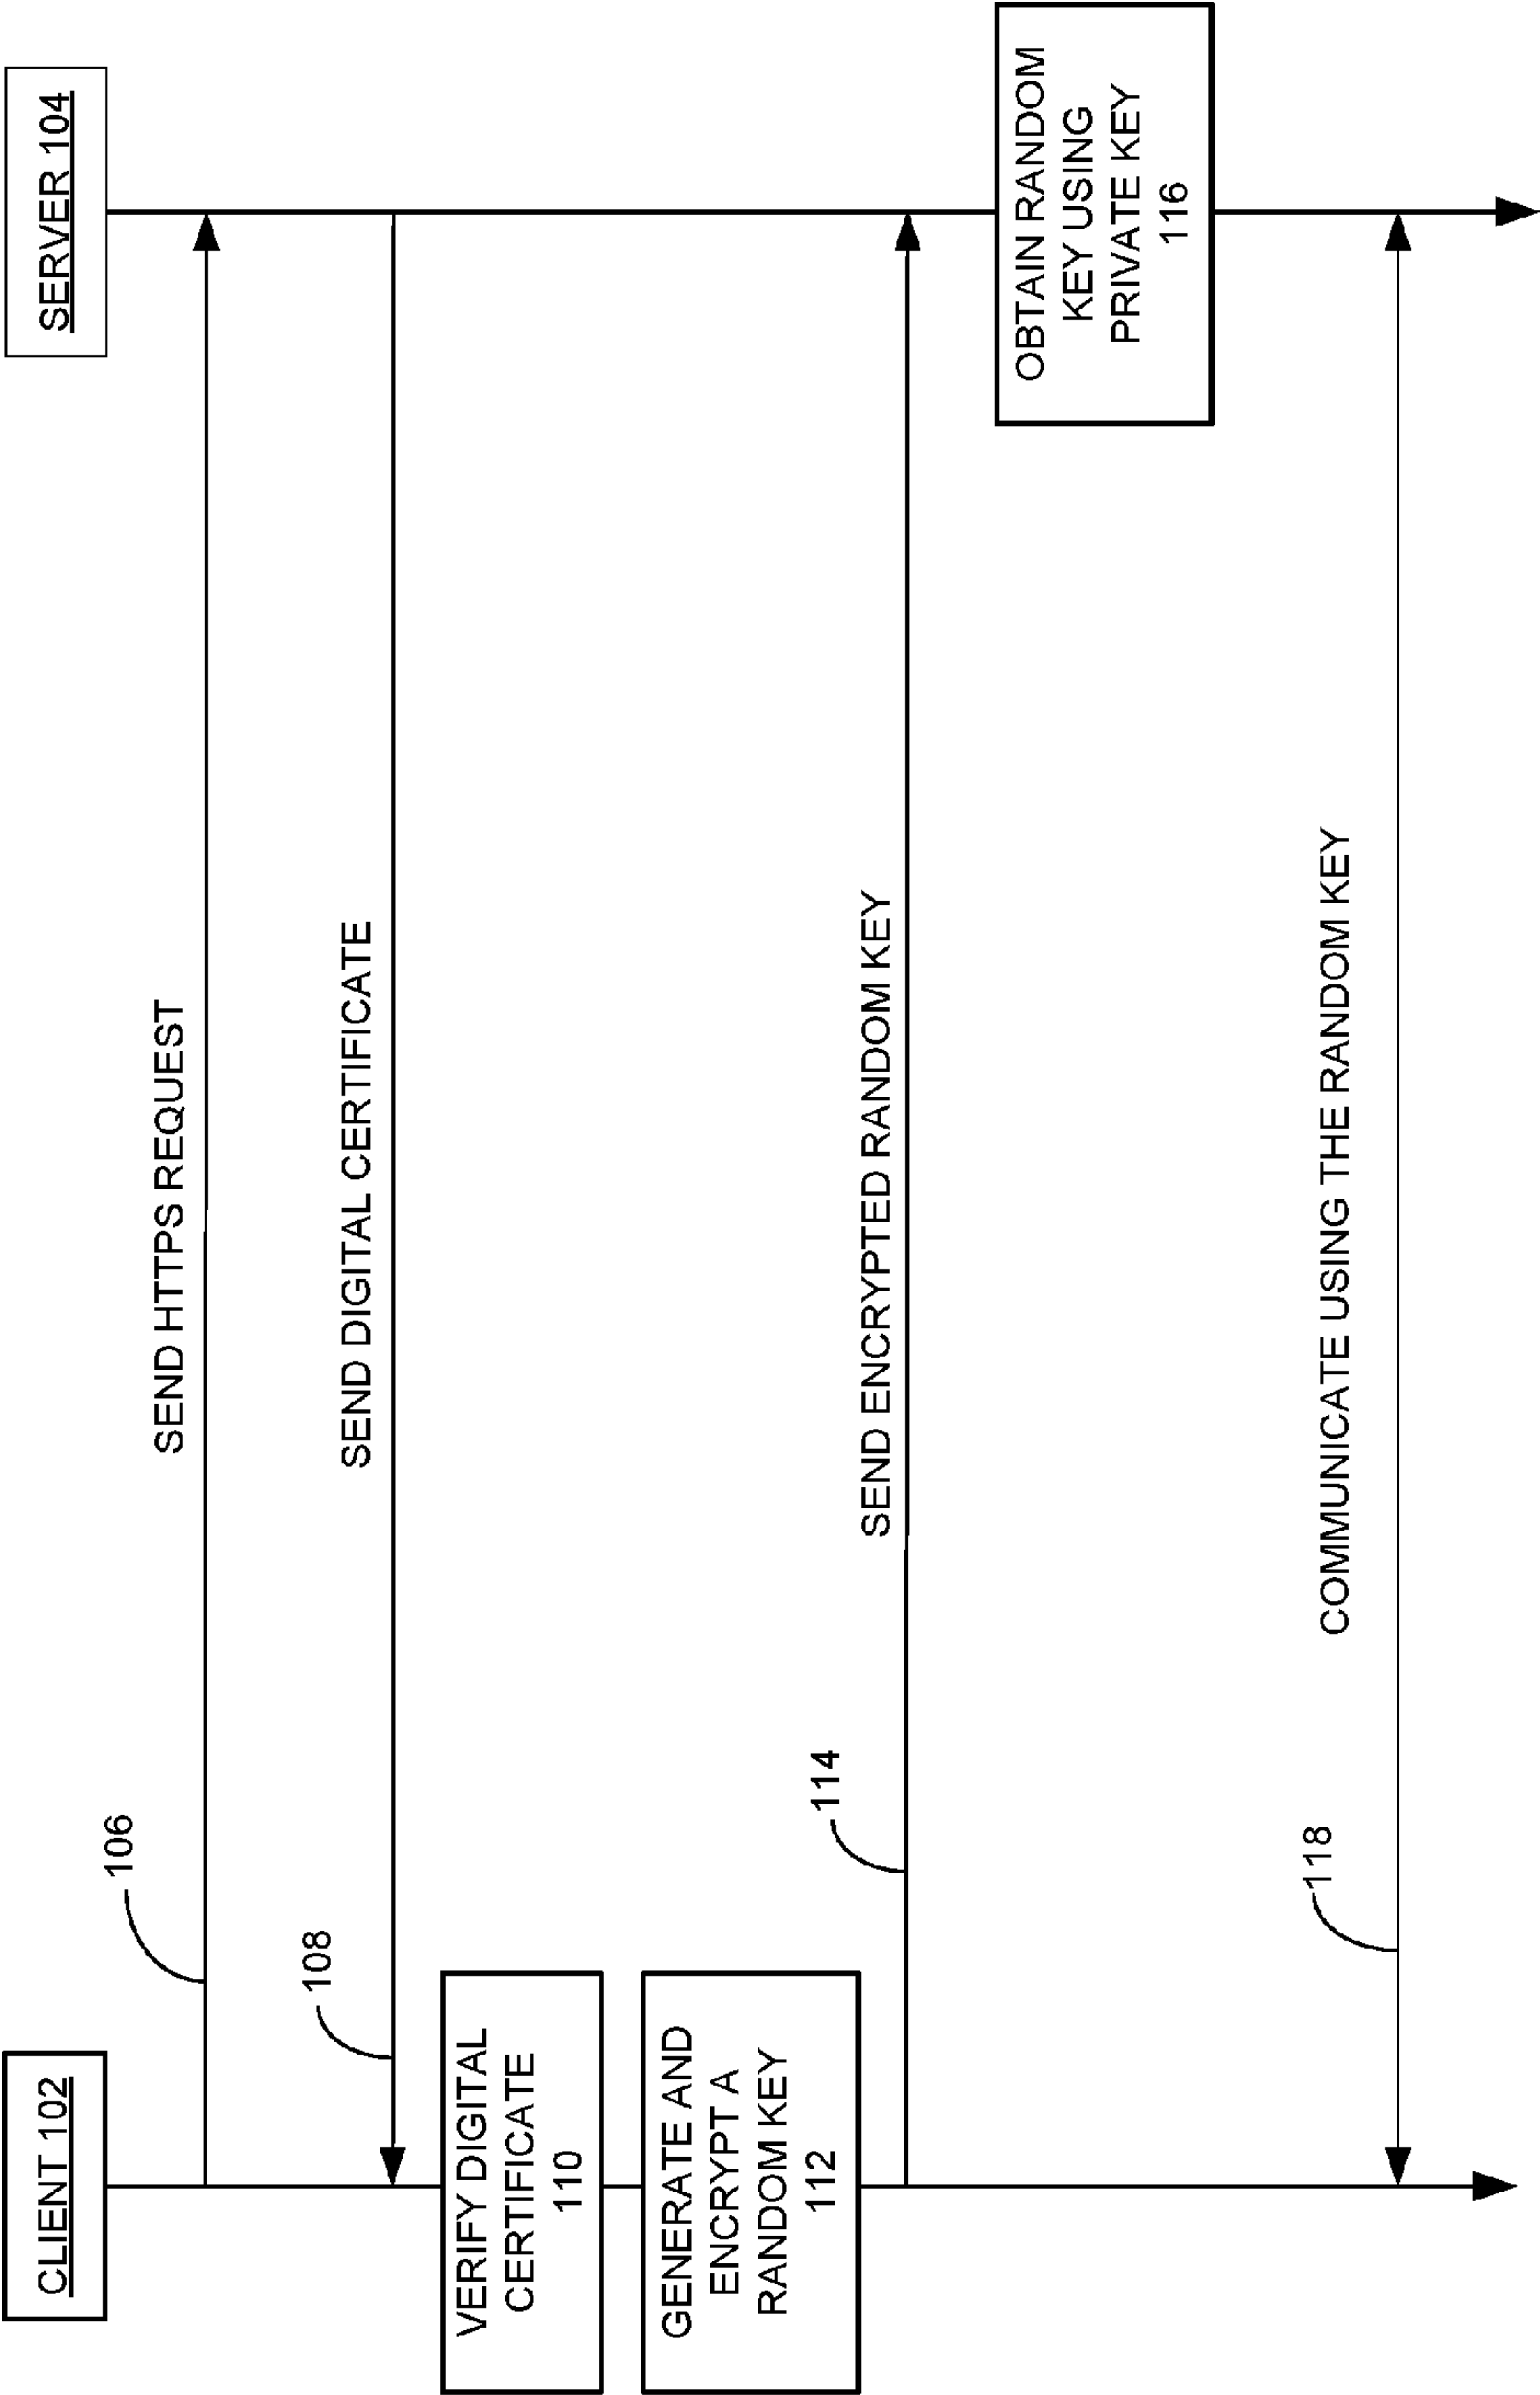 CLIENT 102
SERVER 104
106
SEND HTTPS REQUEST
108
SEND DIGITAL CERTIFICATE
VERIFY DIGITAL
CERTIFICATE
110
GENERATE AND
ENCRYPT A
RANDOM KEY
112
114
SEND ENCRYPTED RANDOM KEY
OBTAIN RANDOM
KEY USING
PRIVATE KEY
116
118
COMMUNICATE USING THE RANDOM KEY